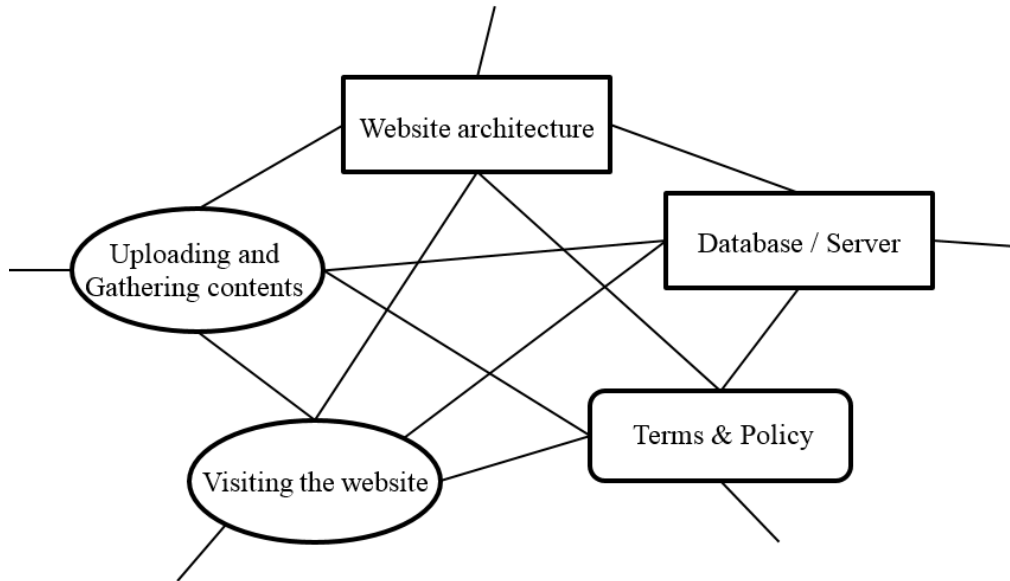 Website architecture
Database / Server
Uploading and
Gathering contents
Terms & Policy
Visiting the website